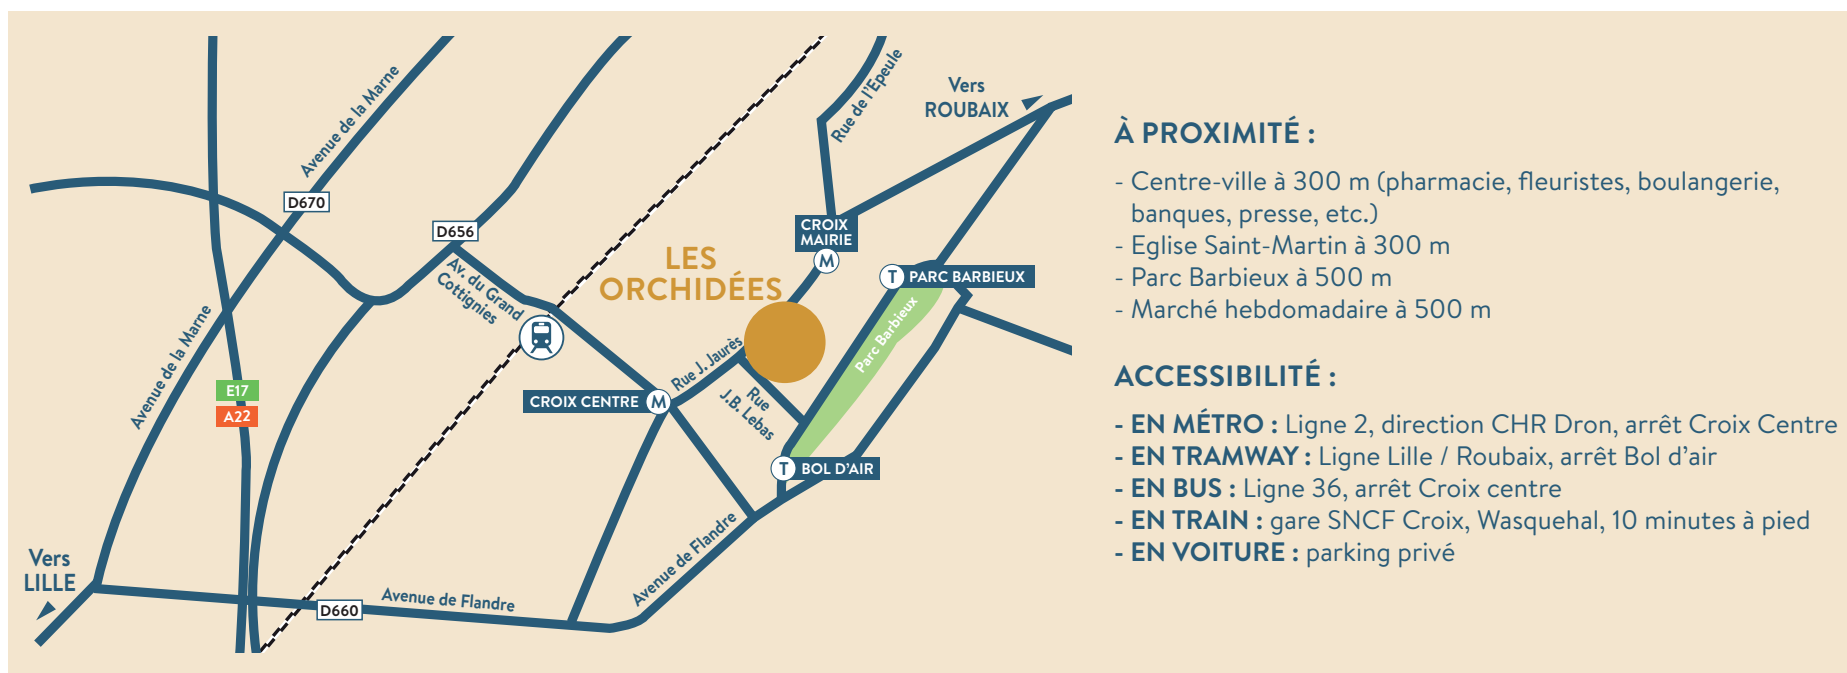 Avenue de la Marne
Rue de l'Epeule
Vers
ROUBAIX
D670
D656
CROIX
MAIRIE
M
LES
ORCHIDÉES
Av. du Grand
Cottignies
T
PARC BARBIEUX
Parc Barbieux
Avenue de la Marne
Rue J. Jaurès
E17
A22
CROIX CENTRE
M
Rue
J.B. Lebas
T
BOL D'AIR
Vers
LILLE
Avenue de Flandre
D660
Avenue de Flandre
À PROXIMITÉ :
- Centre-ville à 300 m (pharmacie, fleuristes, boulangerie,
banques, presse, etc.)
- Eglise Saint-Martin à 300 m
- Parc Barbieux à 500 m
- Marché hebdomadaire à 500 m
ACCESSIBILITÉ :
- EN MÉTRO : Ligne 2, direction CHR Dron, arrêt Croix Centre
- EN TRAMWAY : Ligne Lille / Roubaix, arrêt Bol d'air
- EN BUS : Ligne 36, arrêt Croix centre
- EN TRAIN : gare SNCF Croix, Wasquehal, 10 minutes à pied
- EN VOITURE : parking privé